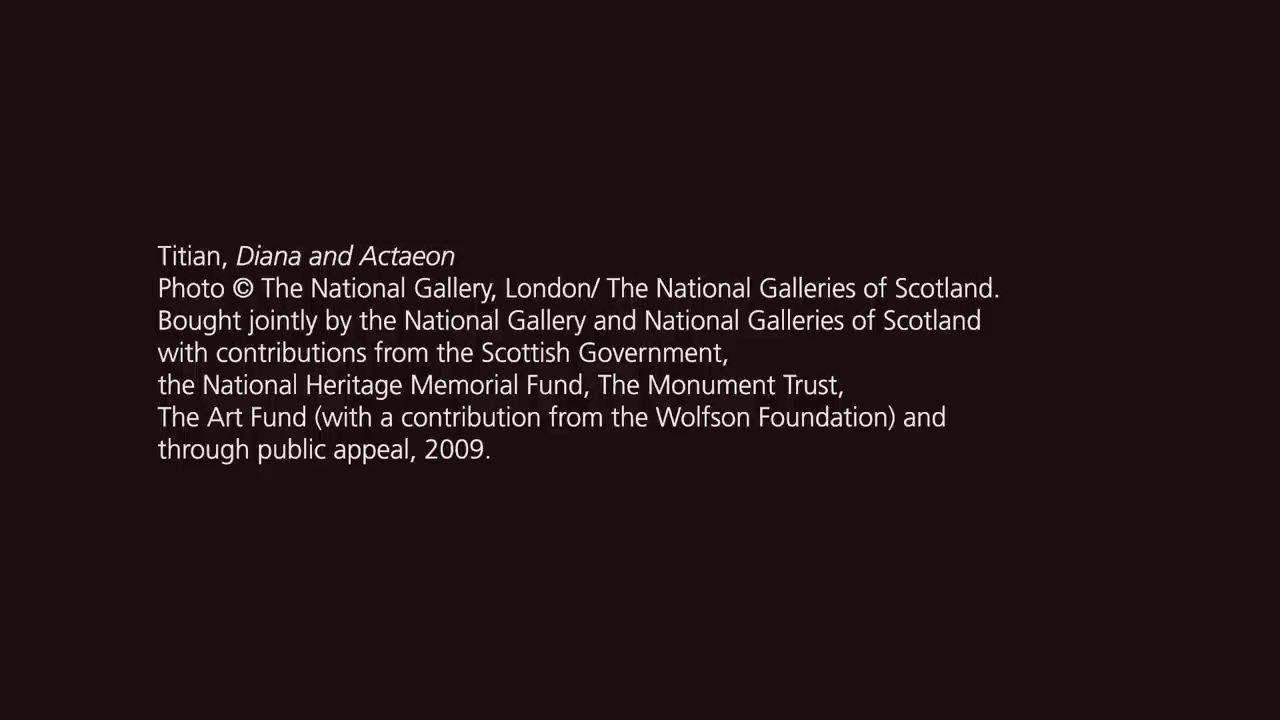 Titian, Diana and Actaeon
Photo © The National Gallery, London/ The National Galleries of Scotland.
Bought jointly by the National Gallery and National Galleries of Scotland
with contributions from the Scottish Government,
the National Heritage Memorial Fund, The Monument Trust,
The Art Fund (with a contribution from the Wolfson Foundation) and
through public appeal, 2009.